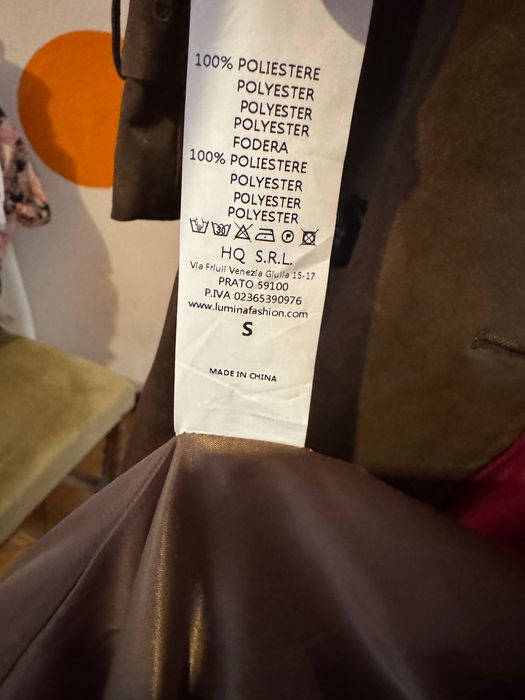 100% POLIESTERE
POLYESTER
POLYESTER
POLYESTER
FODERA
100% POLIESTERE
POLYESTER
POLYESTER
POLYESTER
30
HQ S.R.L.
Via Friuli Venezia Giulia 15-17
PRATO 59100
P.IVA 02365390976
www.luminafashion.com
S
MADE IN CHINA